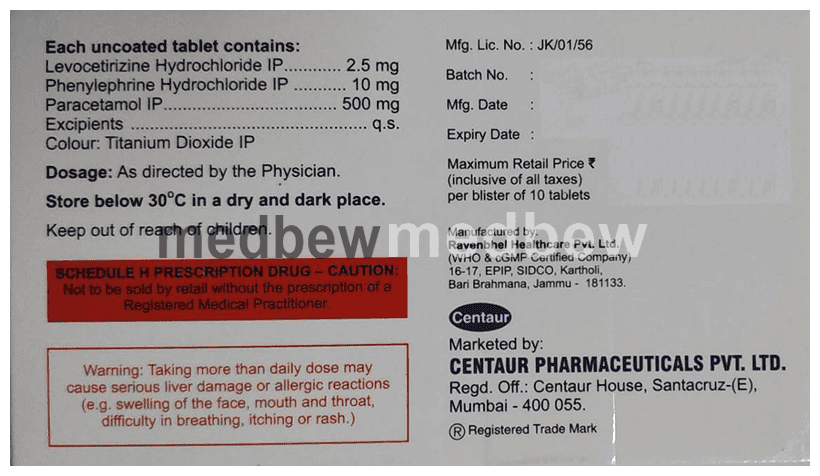 Each uncoated tablet contains:
Levocetirizine Hydrochloride IP............ 2.5 mg
Phenylephrine Hydrochloride IP ........... 10 mg
Paracetamol IP..................................... 500 mg
Excipients ................................................ q.s.
Colour: Titanium Dioxide IP
Dosage: As directed by the Physician.
Store below 30°C in a dry and dark place.
Keep out of reach of children.
medbew medbew
SCHEDULE H PRESCRIPTION DRUG – CAUTION:
Not to be sold by retail without the prescription of a
Registered Medical Practitioner.
Warning: Taking more than daily dose may
cause serious liver damage or allergic reactions
(e.g. swelling of the face, mouth and throat,
difficulty in breathing, itching or rash.)
Mfg. Lic. No. : JK/01/56
Batch No. :
Mfg. Date :
Expiry Date :
Maximum Retail Price ₹
(inclusive of all taxes)
per blister of 10 tablets
Manufactured by:
Ravenbhel Healthcare Pvt. Ltd.
(WHO & cGMP Certified Company)
16-17, EPIP, SIDCO, Kartholi,
Bari Brahmana, Jammu - 181133.
Centaur
Marketed by:
CENTAUR PHARMACEUTICALS PVT. LTD.
Regd. Off.: Centaur House, Santacruz-(E),
Mumbai - 400 055.
® Registered Trade Mark